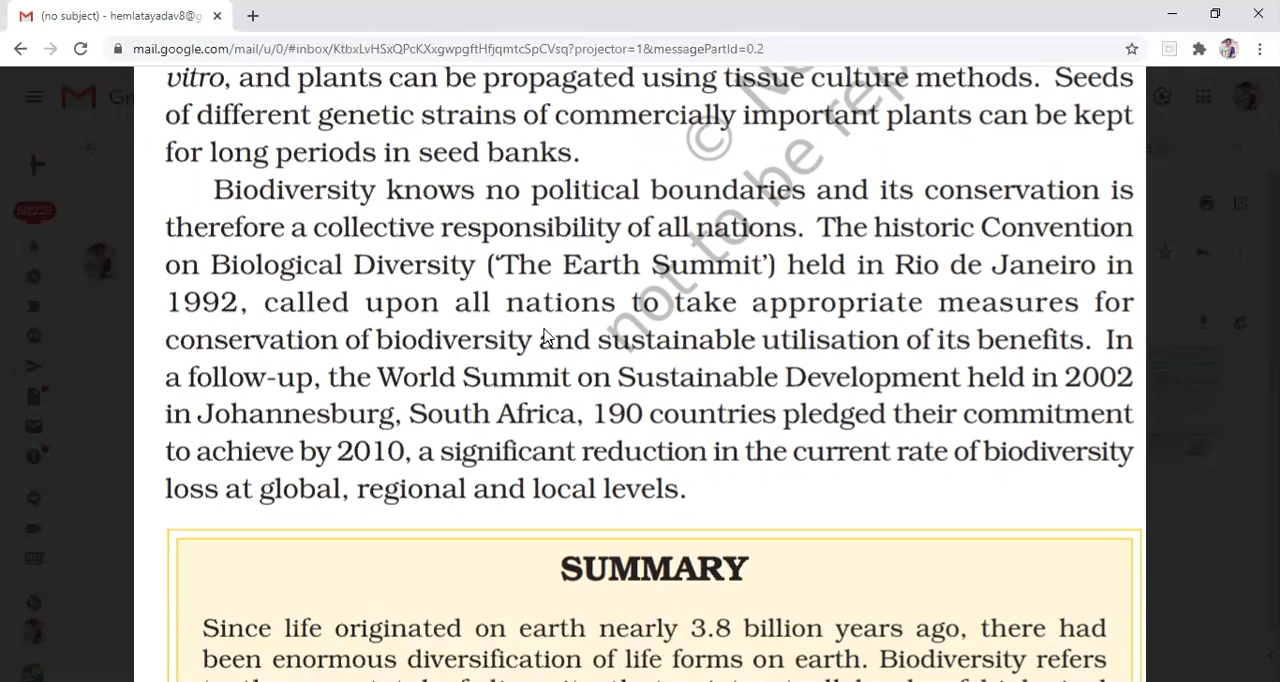 (no subject) - hemlatayadav8@g
mail.google.com/mail/u/0/#inbox/KtbxLvHSxQPcKXxgwpgftHfjqmtcSpCVsq?projector=1&messagePartId=0.2
vitro, and plants can be propagated using tissue culture methods. Seeds
of different genetic strains of commercially important plants can be kept
for long periods in seed banks.
Biodiversity knows no political boundaries and its conservation is
therefore a collective responsibility of all nations. The historic Convention
on Biological Diversity (‘The Earth Summit’) held in Rio de Janeiro in
1992, called upon all nations to take appropriate measures for
conservation of biodiversity and sustainable utilisation of its benefits. In
a follow-up, the World Summit on Sustainable Development held in 2002
in Johannesburg, South Africa, 190 countries pledged their commitment
to achieve by 2010, a significant reduction in the current rate of biodiversity
loss at global, regional and local levels.
SUMMARY
Since life originated on earth nearly 3.8 billion years ago, there had
been enormous diversification of life forms on earth. Biodiversity refers
©
not to be